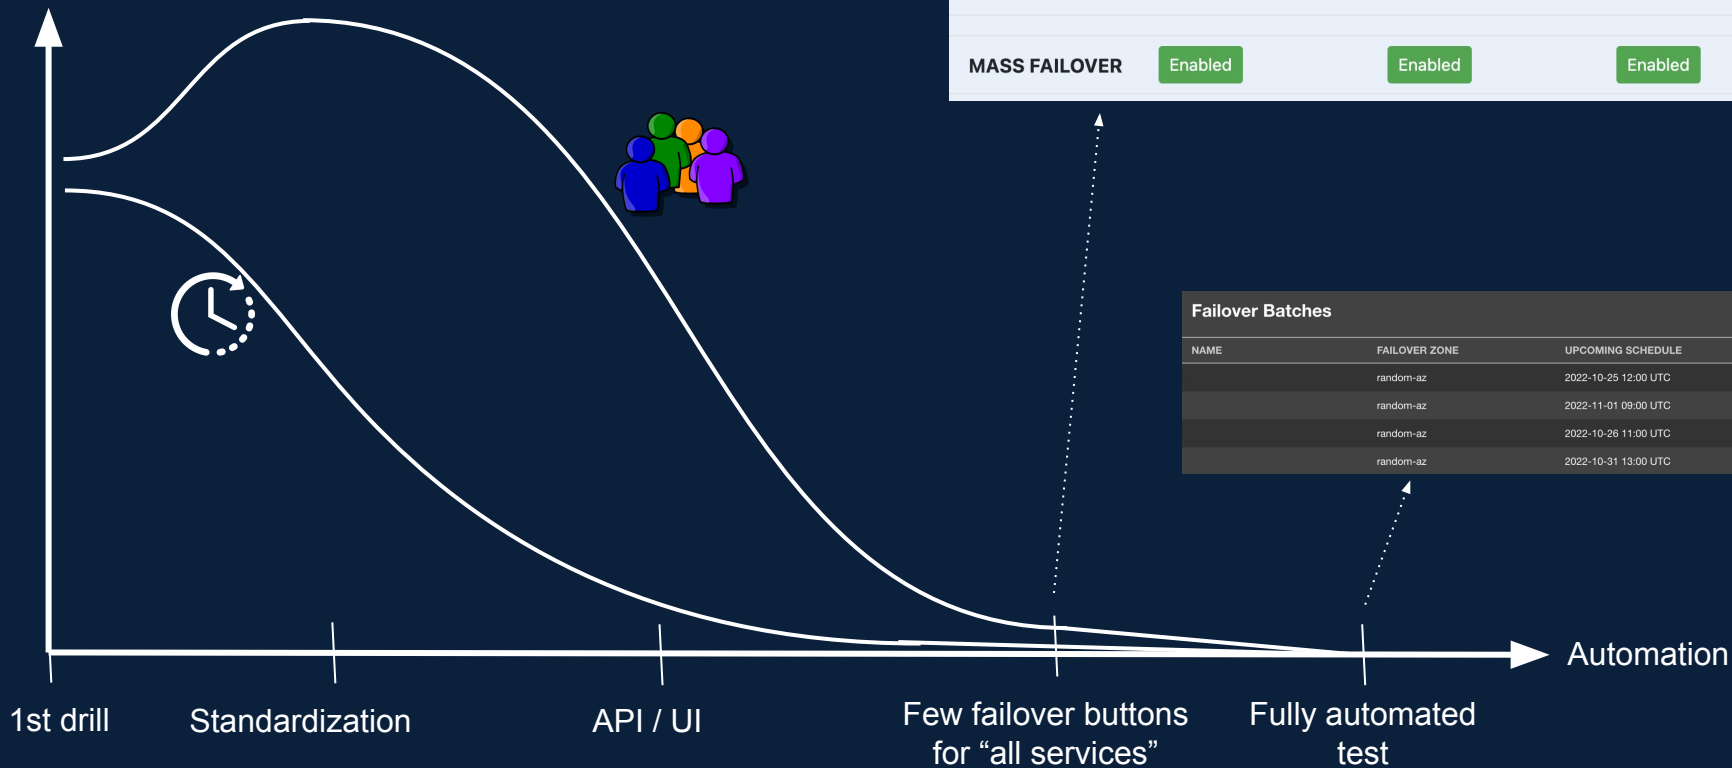 MASS FAILOVER Enabled Enabled Enabled
Failover Batches
NAME FAILOVER ZONE UPCOMING SCHEDULE
random-az 2022-10-25 12:00 UTC
random-az 2022-11-01 09:00 UTC
random-az 2022-10-26 11:00 UTC
random-az 2022-10-31 13:00 UTC
Automation
1st drill
Standardization
API / UI
Few failover buttons
for “all services”
Fully automated
test